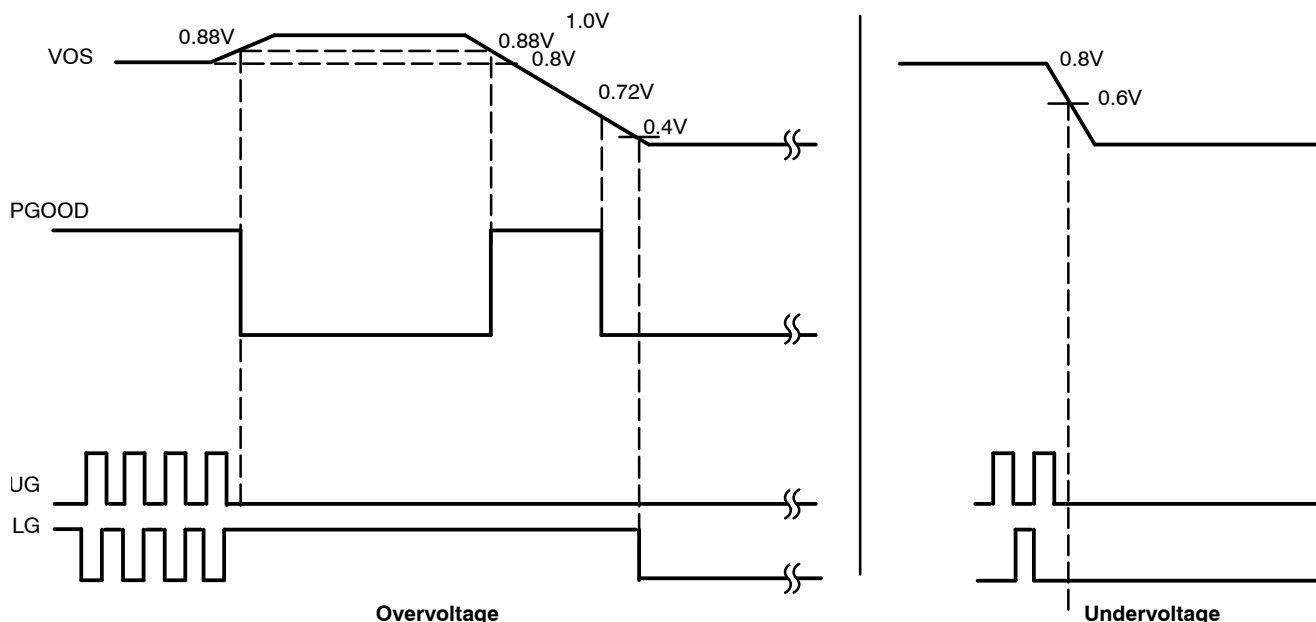 1.0V
0.88V
0.88V
VOS
0.8V
0.72V
0.4V
0.8V
0.6V
PGOOD
UG
LG
Overvoltage
Undervoltage